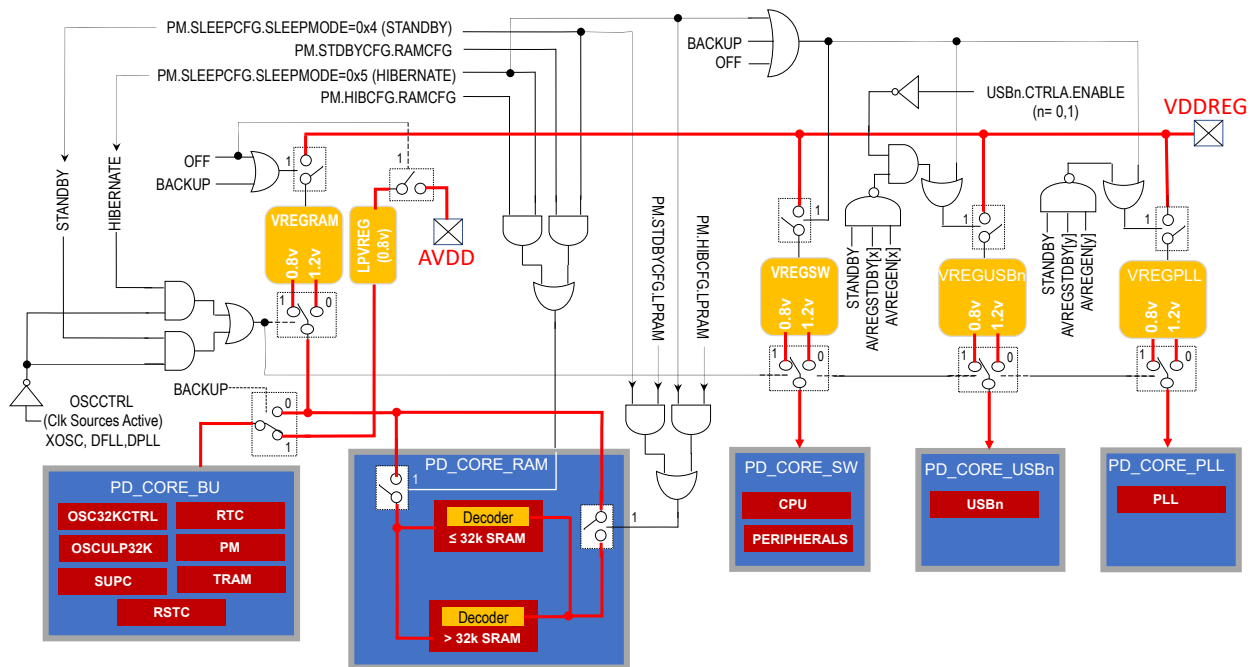 PM.SLEEPCFG.SLEEPMODE=0x4 (STANDBY)
PM.STDBYCFG.RAMCFG
PM.SLEEPCFG.SLEEPMODE=0x5 (HIBERNATE)
PM.HIBCFG.RAMCFG
BACKUP
OFF
USBn.CTRLA.ENABLE
(n= 0,1)
VDDREG
OFF
BACKUP
1
1
STANDBY
HIBERNATE
VREGRAM
0.8v
1.2v
LPVREG
(0.8v)
AVDD
PM.STDBYCFG.LPRAM
PM.HIBCFG.LPRAM
1
1
1
STANDBY
AVREGSTDBY[x]
AVREGEN[x]
STANDBY
AVREGSTDBY[y]
AVREGEN[y]
VREGSW
0.8v
1.2v
VREGUSBn
0.8v
1.2v
VREGPLL
0.8v
1.2v
1
0
1
0
1
0
1
0
OSCCTRL
(Clk Sources Active)
XOSC, DFLL,DPLL
BACKUP
0
1
PD_CORE_BU
OSC32KCTRL
RTC
OSCULP32K
PM
SUPC
TRAM
RSTC
PD_CORE_RAM
1
1
Decoder
≤ 32k SRAM
Decoder
> 32k SRAM
PD_CORE_SW
CPU
PERIPHERALS
PD_CORE_USBn
USBn
PD_CORE_PLL
PLL